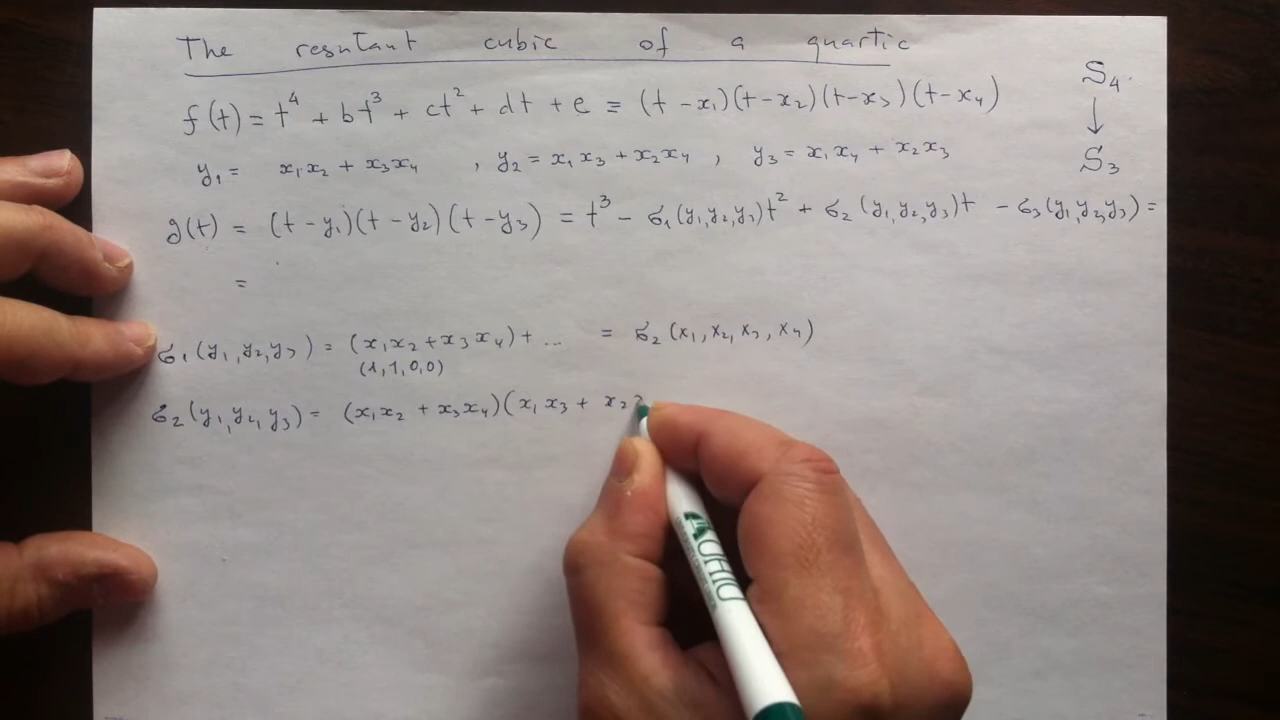 The resultant cubic of a quartic
f(t) = t⁴ + bt³ + ct² + dt + e ≡ (t - x₁)(t - x₂)(t - x₃)(t - x₄)
S₄
↓
S₃
y₁ = x₁x₂ + x₃x₄ , y₂ = x₁x₃ + x₂x₄ , y₃ = x₁x₄ + x₂x₃
g(t) = (t - y₁)(t - y₂)(t - y₃) = t³ - σ₁(y₁,y₂,y₃)t² + σ₂(y₁,y₂,y₃)t - σ₃(y₁,y₂,y₃) =
=
σ₁(y₁,y₂,y₃) = (x₁x₂ + x₃x₄) + ... = σ₂(x₁,x₂,x₃,x₄)
(1,1,0,0)
σ₂(y₁,y₂,y₃) = (x₁x₂ + x₃x₄)(x₁x₃ + x₂